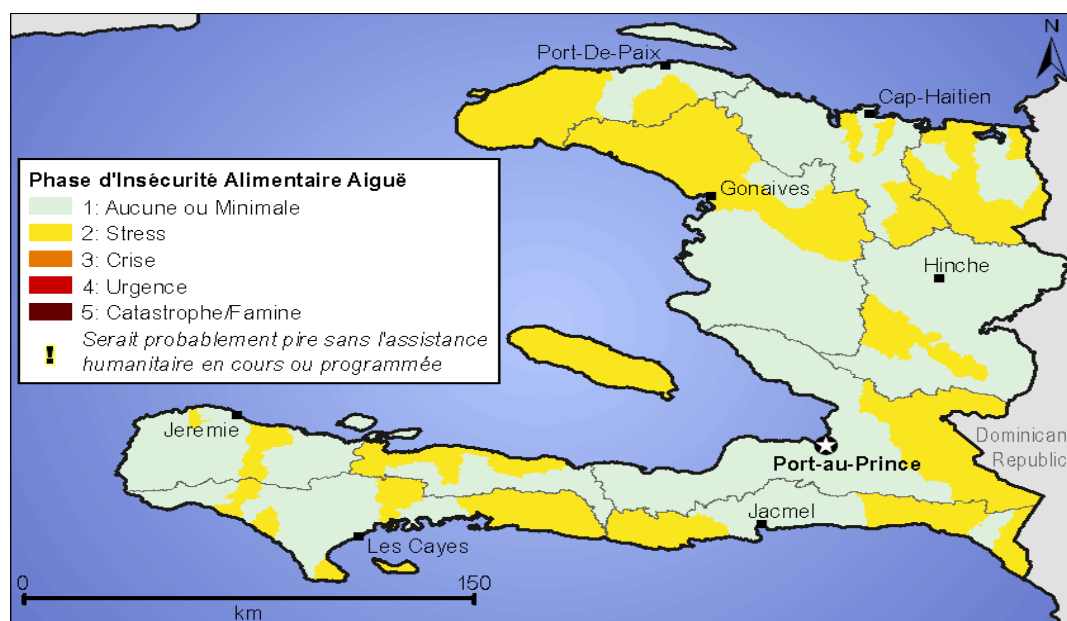 N
Port-De-Paix
Cap-Haitien
Phase d'Insécurité Alimentaire Aiguë
1: Aucune ou Minimale
2: Stress
3: Crise
4: Urgence
5: Catastrophe/Famine
! Serait probablement pire sans l'assistance
humanitaire en cours ou programmée
Gonaives
Hinche
Jeremie
Port-au-Prince
Dominican
Republic
Jacmel
Les Cayes
0 150
km